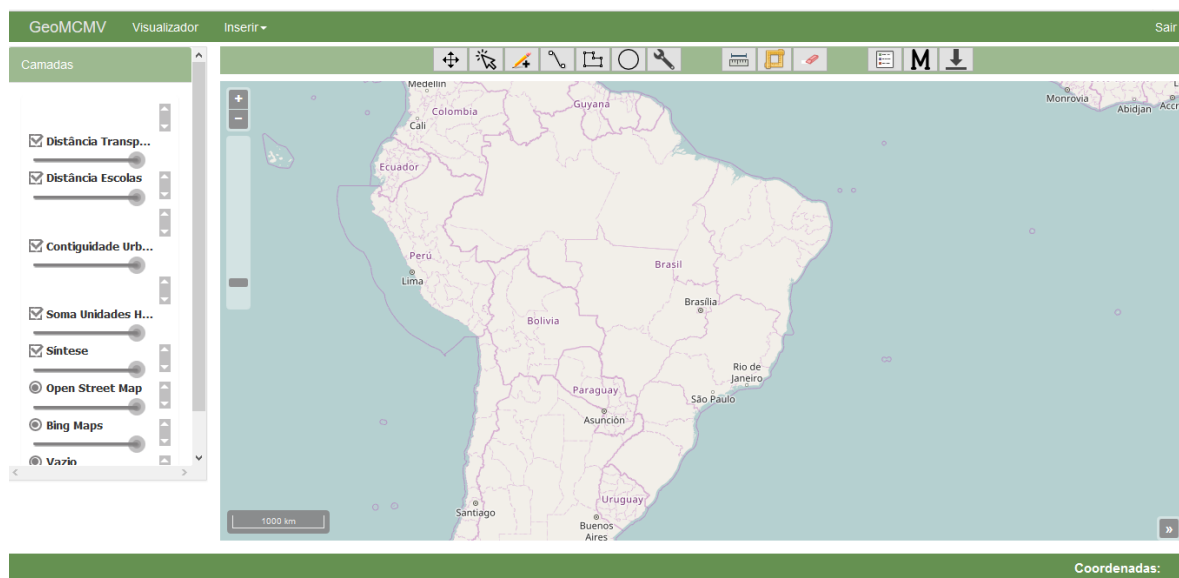 GeoMCMV Visualizador Inserir Sair
Camadas
Distância Transp...
Distância Escolas
Contiguidade Urb...
Soma Unidades H...
Síntese
Open Street Map
Bing Maps
Vazio
M
+
−
Medellín
Colombia
Cali
Guyana
Ecuador
Perú
Lima
Brasil
Brasília
Bolivia
Rio de
Janeiro
São Paulo
Paraguay
Asunción
Uruguay
Santiago
Buenos
Aires
Monrovia
Abidjan
Accr
1000 km
»
Coordenadas: